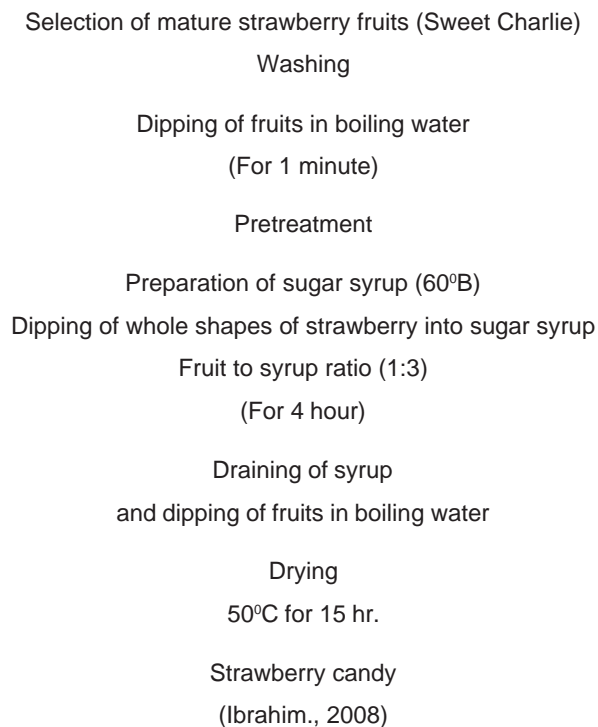 Selection of mature strawberry fruits (Sweet Charlie)
Washing
Dipping of fruits in boiling water
(For 1 minute)
Pretreatment
Preparation of sugar syrup (60⁰B)
Dipping of whole shapes of strawberry into sugar syrup
Fruit to syrup ratio (1:3)
(For 4 hour)
Draining of syrup
and dipping of fruits in boiling water
Drying
50⁰C for 15 hr.
Strawberry candy
(Ibrahim., 2008)